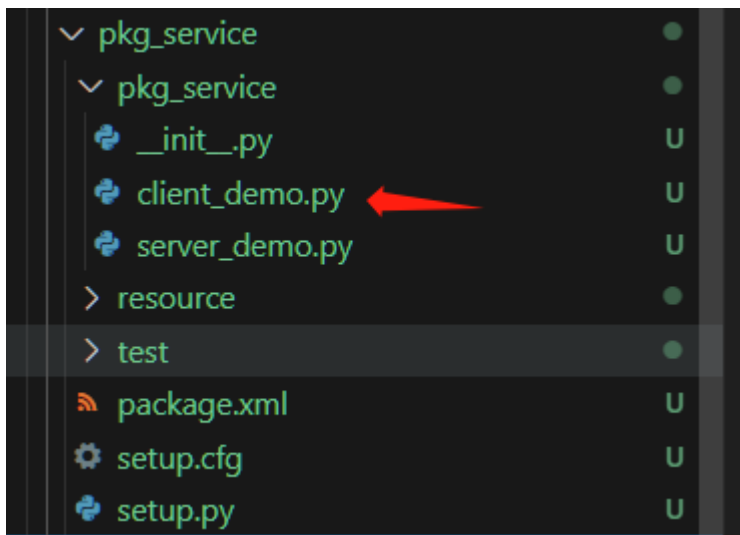 pkg_service
pkg_service
__init__.py U
client_demo.py U
server_demo.py U
resource
test
package.xml U
setup.cfg U
setup.py U